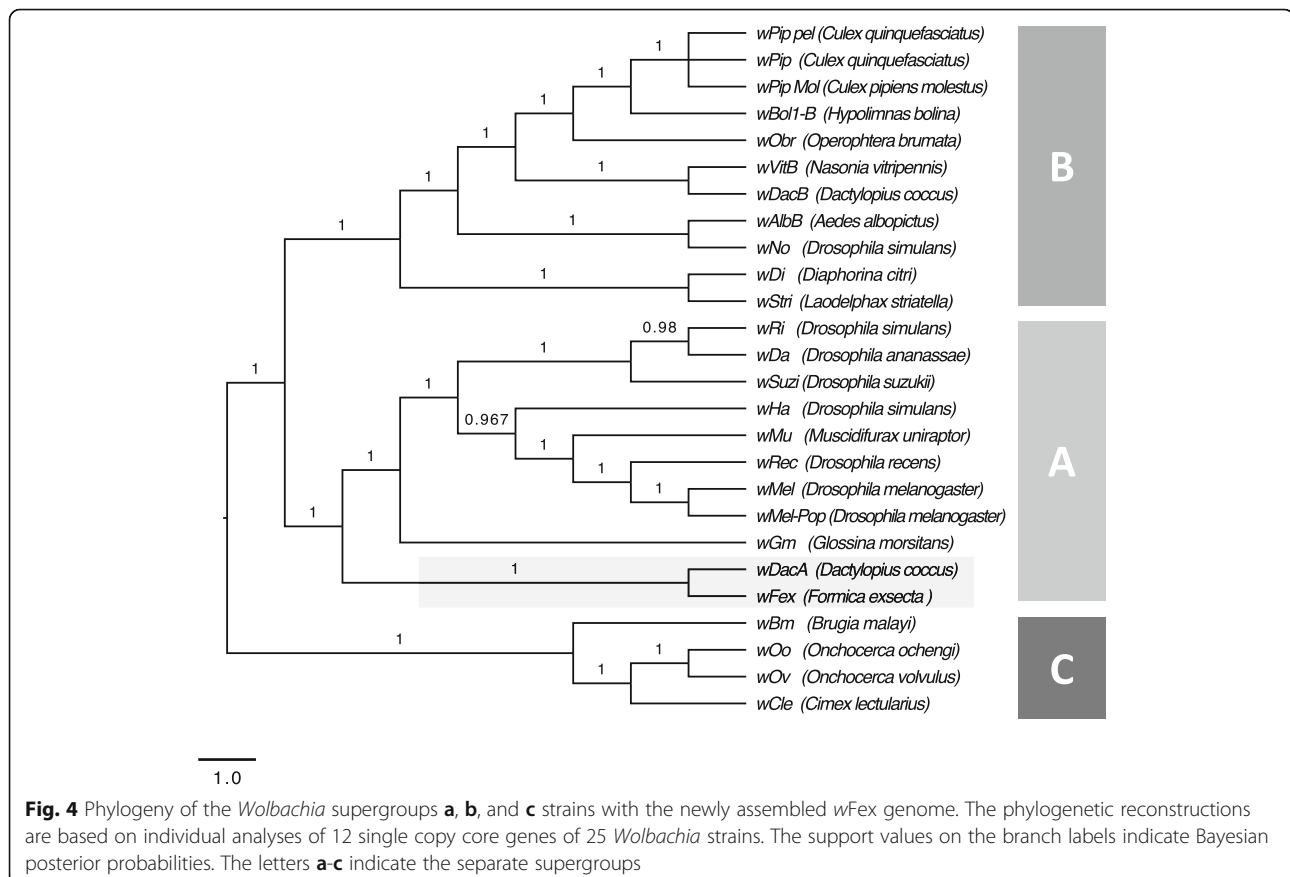 wPip pel (Culex quinquefasciatus)
1
wPip (Culex quinquefasciatus)
1
wPip Mol (Culex pipiens molestus)
1
wBol1-B (Hypolimnas bolina)
1
wObr (Operophtera brumata)
1
wVitB (Nasonia vitripennis)
1
wDacB (Dactylopius coccus)
B
1
wAlbB (Aedes albopictus)
1
wNo (Drosophila simulans)
1
wDi (Diaphorina citri)
1
wStri (Laodelphax striatella)
0.98
wRi (Drosophila simulans)
1
wDa (Drosophila ananassae)
1
wSuzi (Drosophila suzukii)
1
0.967
wHa (Drosophila simulans)
1
wMu (Muscidifurax uniraptor)
1
1
wRec (Drosophila recens)
A
1
wMel (Drosophila melanogaster)
1
wMel-Pop (Drosophila melanogaster)
wGm (Glossina morsitans)
1
wDacA (Dactylopius coccus)
wFex (Formica exsecta )
wBm (Brugia malayi)
1
1
wOo (Onchocerca ochengi)
1
wOv (Onchocerca volvulus)
C
wCle (Cimex lectularius)
1.0
Fig. 4 Phylogeny of the Wolbachia supergroups a, b, and c strains with the newly assembled wFex genome. The phylogenetic reconstructions
are based on individual analyses of 12 single copy core genes of 25 Wolbachia strains. The support values on the branch labels indicate Bayesian
posterior probabilities. The letters a-c indicate the separate supergroups